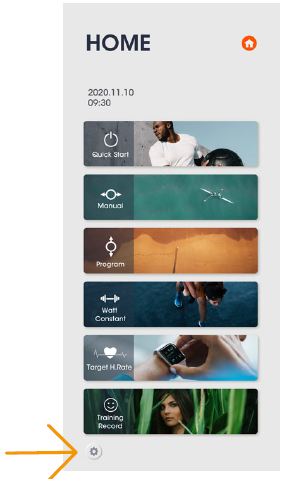 HOME
2020.11.10
09:30
Quick Start
Manual
Program
Watt
Constant
Target H.Rate
Training
Record